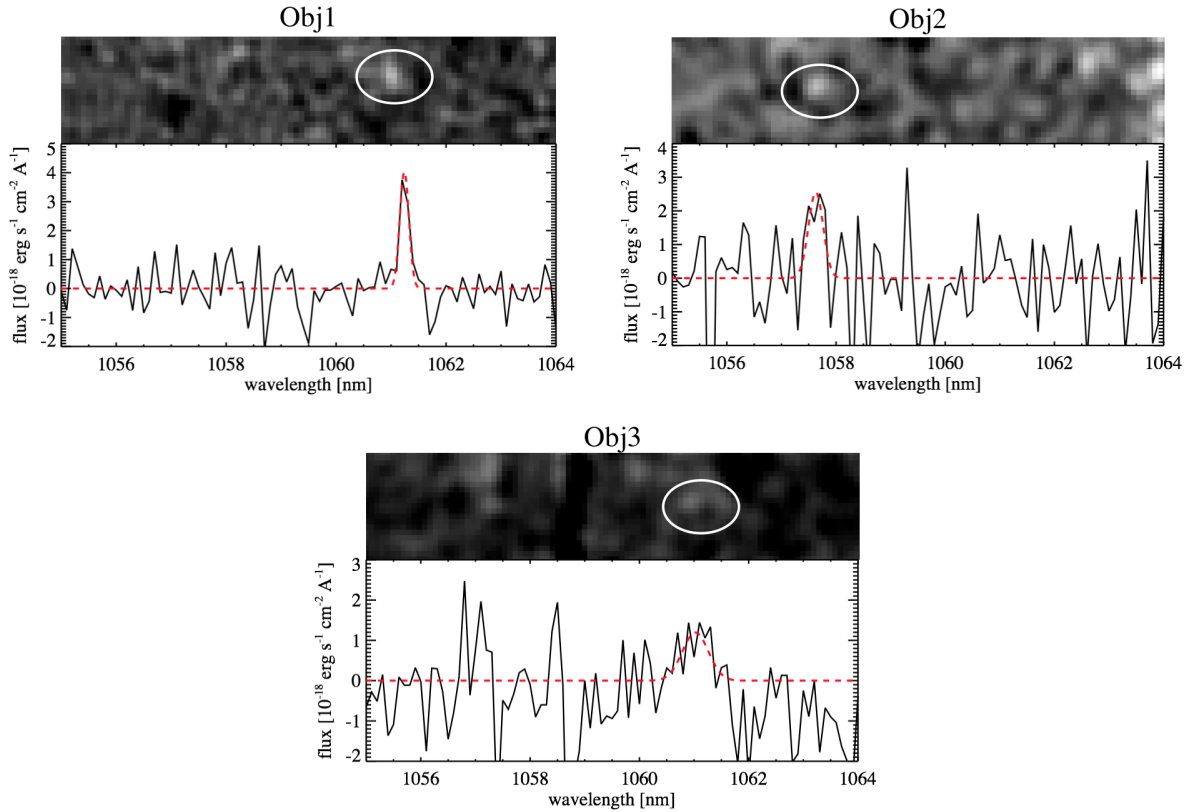 Obj1
flux [10⁻¹⁸ erg s⁻¹ cm⁻² A⁻¹]
5
4
3
2
1
0
-1
-2
1056 1058 1060 1062 1064
wavelength [nm]
Obj2
flux [10⁻¹⁸ erg s⁻¹ cm⁻² A⁻¹]
4
3
2
1
0
-1
-2
1056 1058 1060 1062 1064
wavelength [nm]
Obj3
flux [10⁻¹⁸ erg s⁻¹ cm⁻² A⁻¹]
3
2
1
0
-1
-2
1056 1058 1060 1062 1064
wavelength [nm]